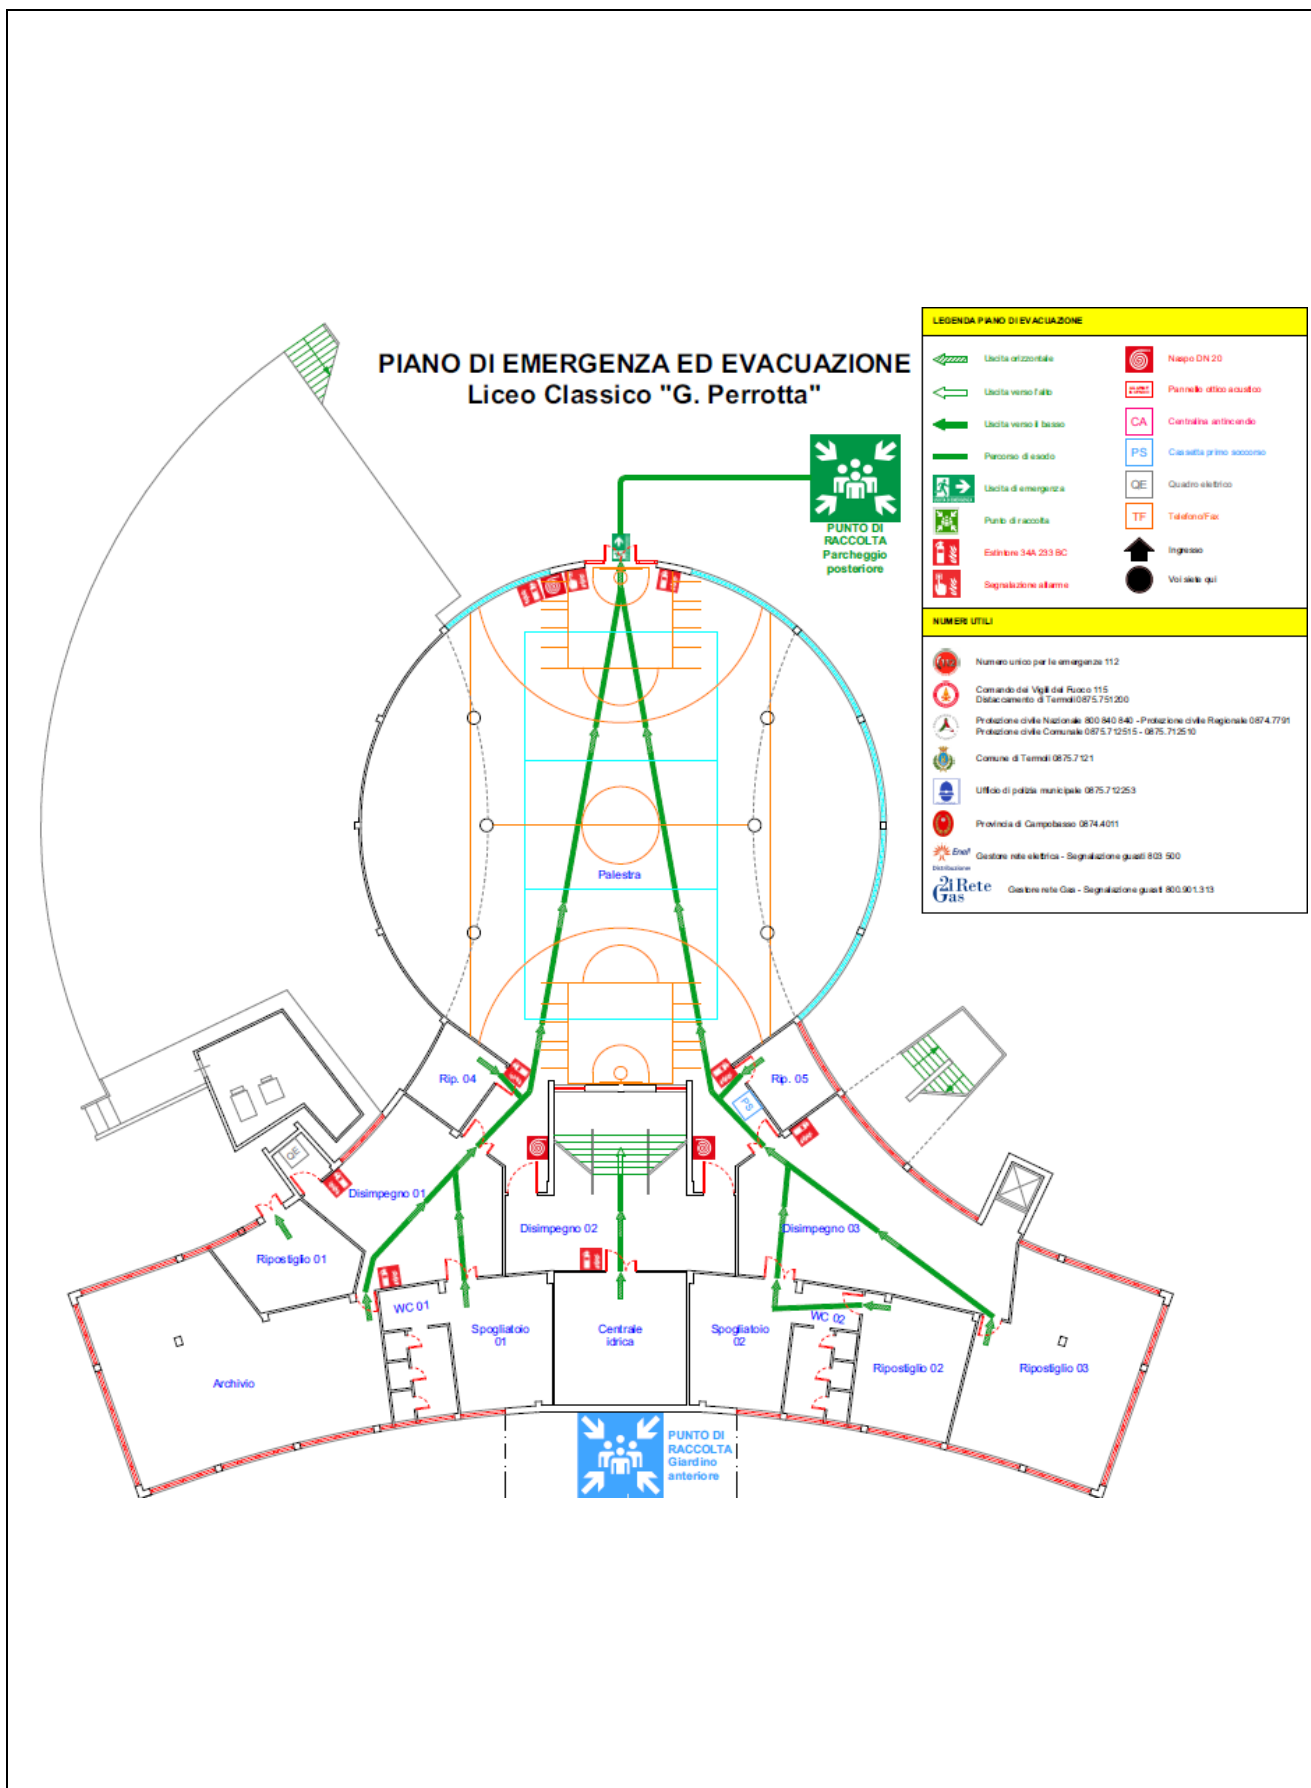 PIANO DI EMERGENZA ED EVACUAZIONE
Liceo Classico "G. Perrotta"
PUNTO DI
RACCOLTA
Parcheggio
posteriore
LEGENDA PIANO DI EVACUAZIONE
Uscita orizzontale
Uscita verso l'alto
Uscita verso il basso
Percorso di esodo
Uscita di emergenza
Punto di raccolta
Estintore 34A 233 BC
Segnalazione allarme
Naspo DN 20
Pannello ottico acustico
CA
Centralina antincendio
PS
Cassetta primo soccorso
QE
Quadro elettrico
TF
Telefono/Fax
Ingresso
Voi siete qui
NUMERI UTILI
Numero unico per le emergenze 112
Comando dei Vigili del Fuoco 115
Distaccamento di Termoli 0875.751200
Protezione civile Nazionale 800 840 840 - Protezione civile Regionale 0874.7791
Protezione civile Comunale 0875.712515 - 0875.712510
Comune di Termoli 0875.7121
Ufficio di polizia municipale 0875.712253
Provincia di Campobasso 0874.4011
Enel
Distribuzione
Gestore rete elettrica - Segnalazione guasti 803 500
2i Rete
Gas
Gestore rete Gas - Segnalazione guasti 800.901.313
Palestra
Rip. 04
Rip. 05
PS
QE
Disimpegno 01
Disimpegno 02
Disimpegno 03
Ripostiglio 01
WC 01
WC 02
Spogliatoio
01
Centrale
idrica
Spogliatoio
02
Ripostiglio 02
Ripostiglio 03
Archivio
PUNTO DI
RACCOLTA
Giardino
anteriore